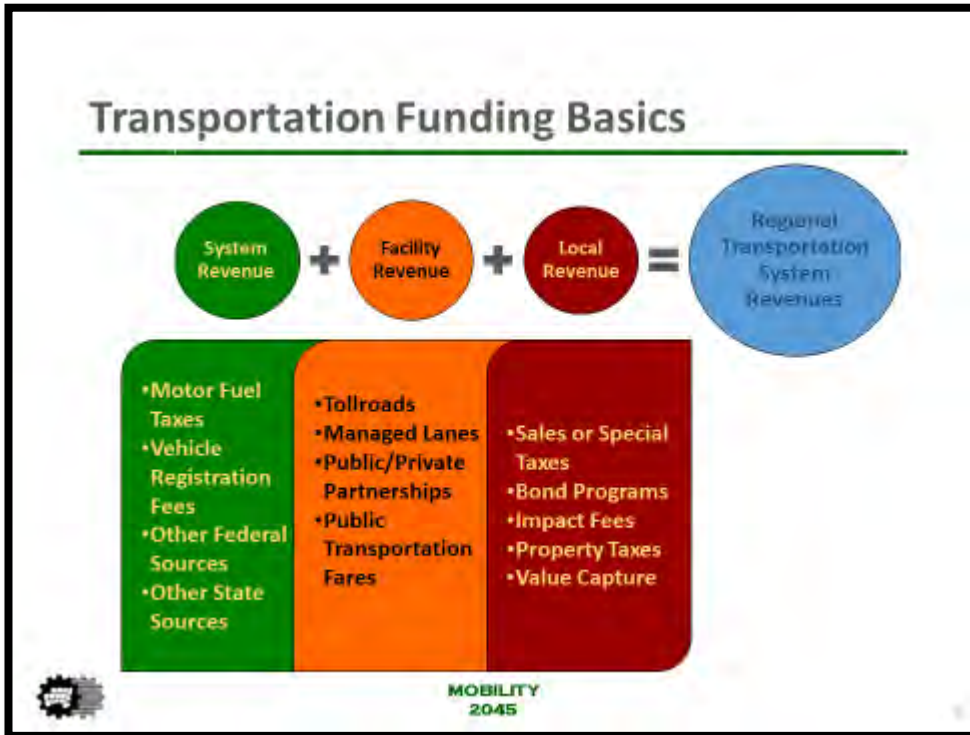 Transportation Funding Basics
System
Revenue
+
Facility
Revenue
+
Local
Revenue
=
Regional
Transportation
System
Revenues
•Motor Fuel
Taxes
•Vehicle
Registration
Fees
•Other Federal
Sources
•Other State
Sources
•Tollroads
•Managed Lanes
•Public/Private
Partnerships
•Public
Transportation
Fares
•Sales or Special
Taxes
•Bond Programs
•Impact Fees
•Property Taxes
•Value Capture
MOBILITY
2045